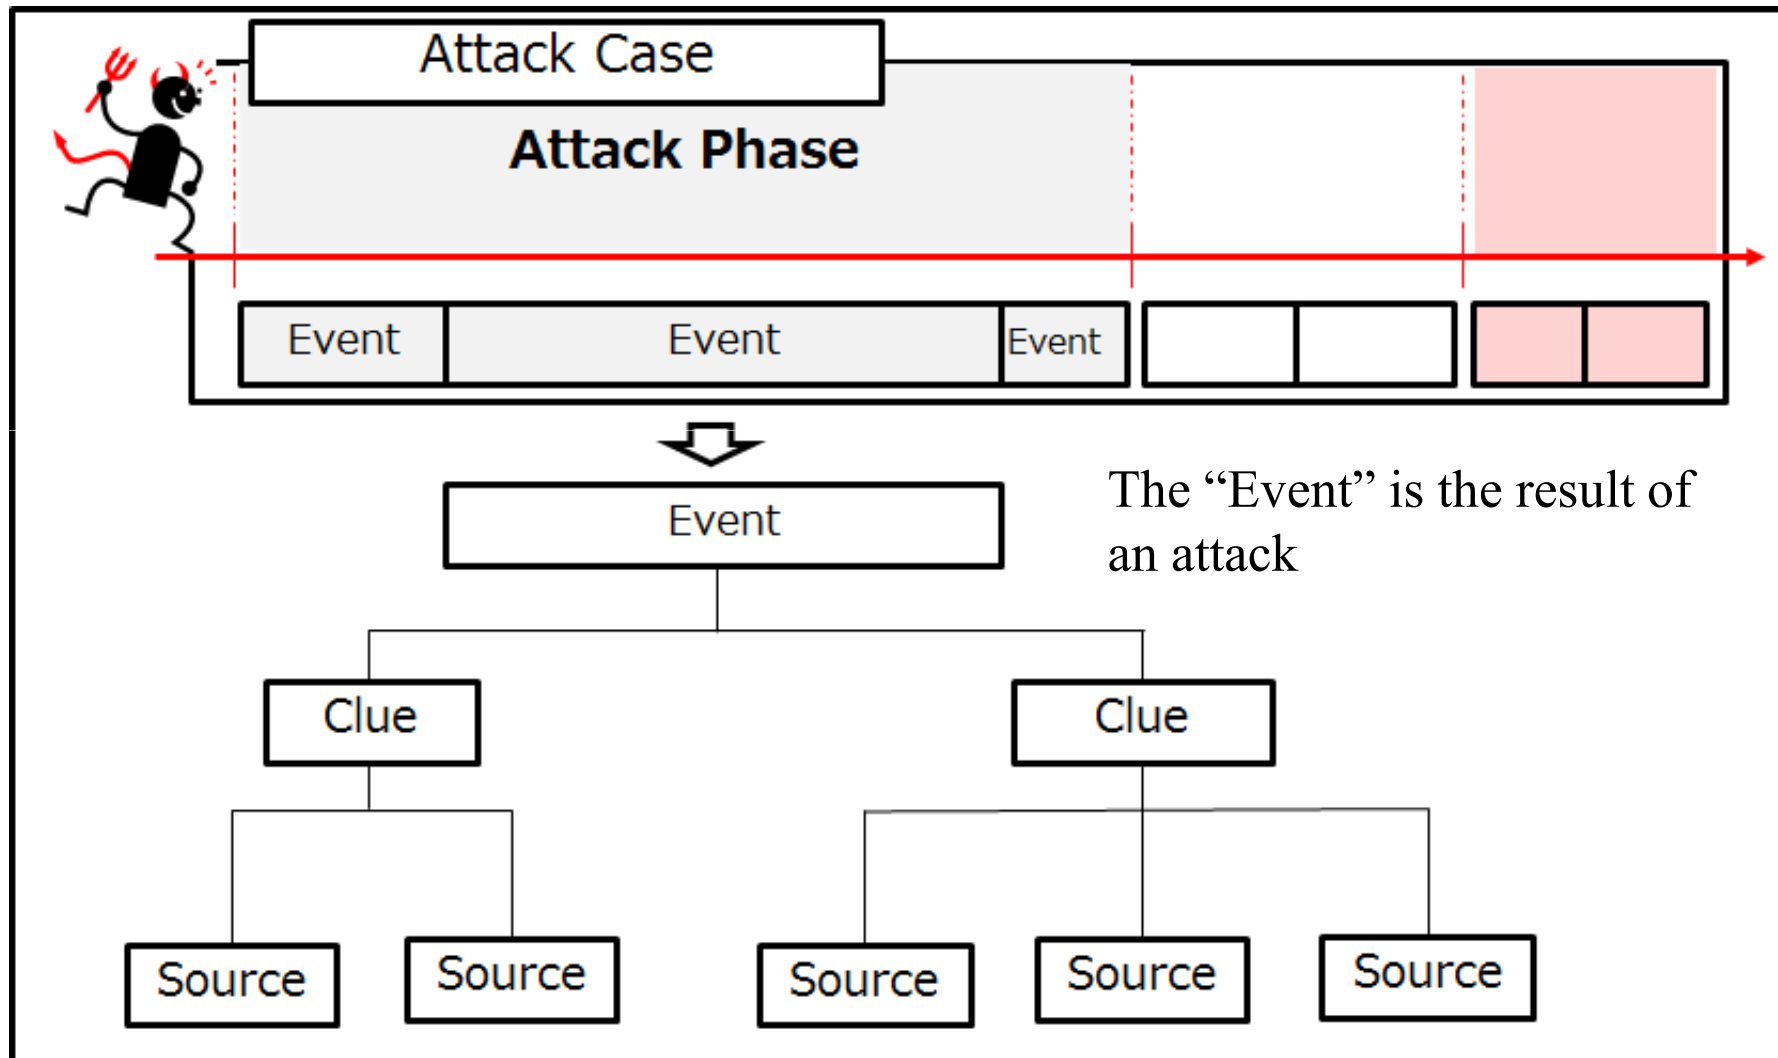 Attack Case
Attack Phase
Event Event Event
Event
The “Event” is the result of
an attack
Clue Clue
Source Source Source Source Source